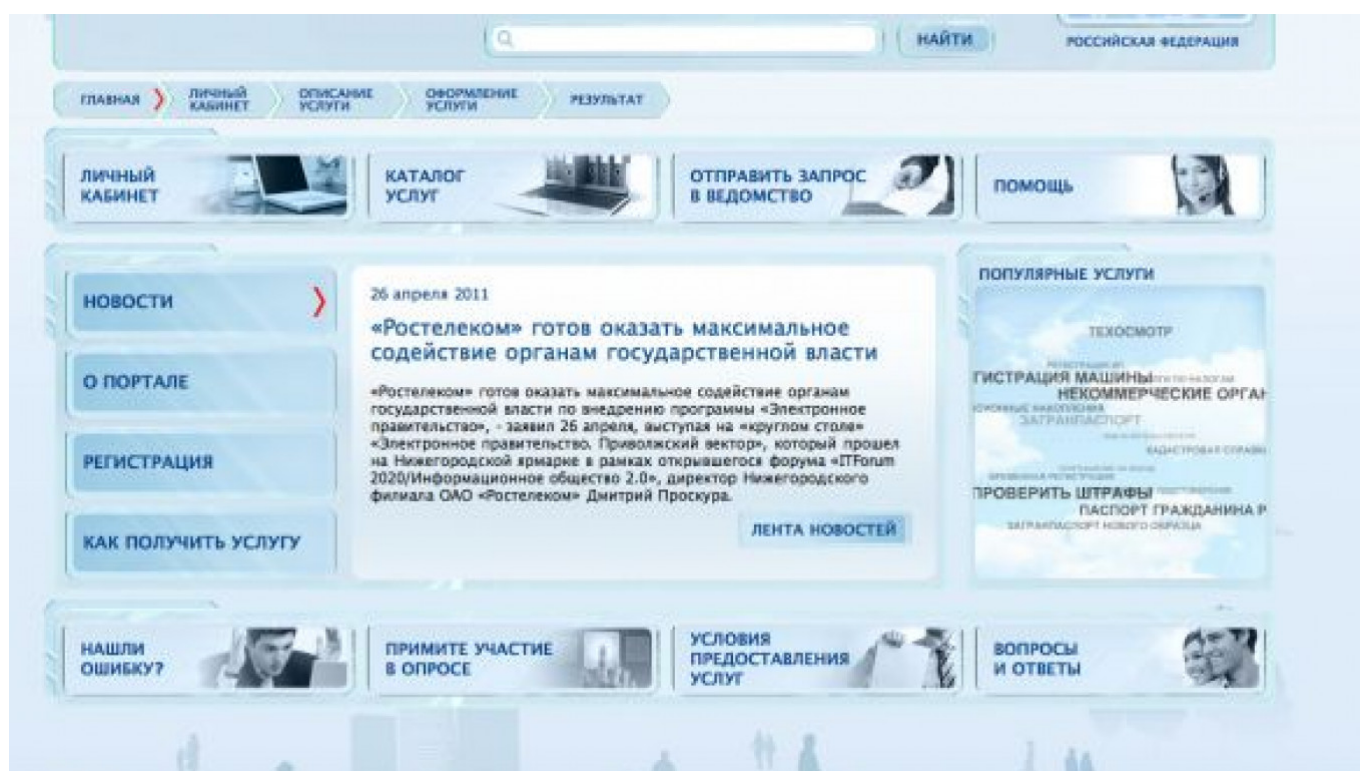 НАЙТИ
РОССИЙСКАЯ ФЕДЕРАЦИЯ
ГЛАВНАЯ
ЛИЧНЫЙ
КАБИНЕТ
ОПИСАНИЕ
УСЛУГИ
ОФОРМЛЕНИЕ
УСЛУГИ
РЕЗУЛЬТАТ
ЛИЧНЫЙ
КАБИНЕТ
КАТАЛОГ
УСЛУГ
ОТПРАВИТЬ ЗАПРОС
В ВЕДОМСТВО
ПОМОЩЬ
НОВОСТИ
О ПОРТАЛЕ
РЕГИСТРАЦИЯ
КАК ПОЛУЧИТЬ УСЛУГУ
26 апреля 2011
«Ростелеком» готов оказать максимальное
содействие органам государственной власти
«Ростелеком» готов оказать максимальное содействие органам
государственной власти по внедрению программы «Электронное
правительство», - заявил 26 апреля, выступая на «круглом столе»
«Электронное правительство. Приволжский вектор», который прошел
на Нижегородской ярмарке в рамках открывшегося форума «ITForum
2020/Информационное общество 2.0», директор Нижегородского
филиала ОАО «Ростелеком» Дмитрий Проскура.
ЛЕНТА НОВОСТЕЙ
ПОПУЛЯРНЫЕ УСЛУГИ
ТЕХОСМОТР
ГИСТРАЦИЯ МАШИНЫ
НЕКОММЕРЧЕСКИЕ ОРГАН
ЗАГРАНПАСПОРТ
КАДАСТРОВАЯ СПРАВКА
ПРОВЕРИТЬ ШТРАФЫ
ПАСПОРТ ГРАЖДАНИНА Р
ЗАГРАНПАСПОРТ НОВОГО ОБРАЗЦА
НАШЛИ
ОШИБКУ?
ПРИМИТЕ УЧАСТИЕ
В ОПРОСЕ
УСЛОВИЯ
ПРЕДОСТАВЛЕНИЯ
УСЛУГ
ВОПРОСЫ
И ОТВЕТЫ